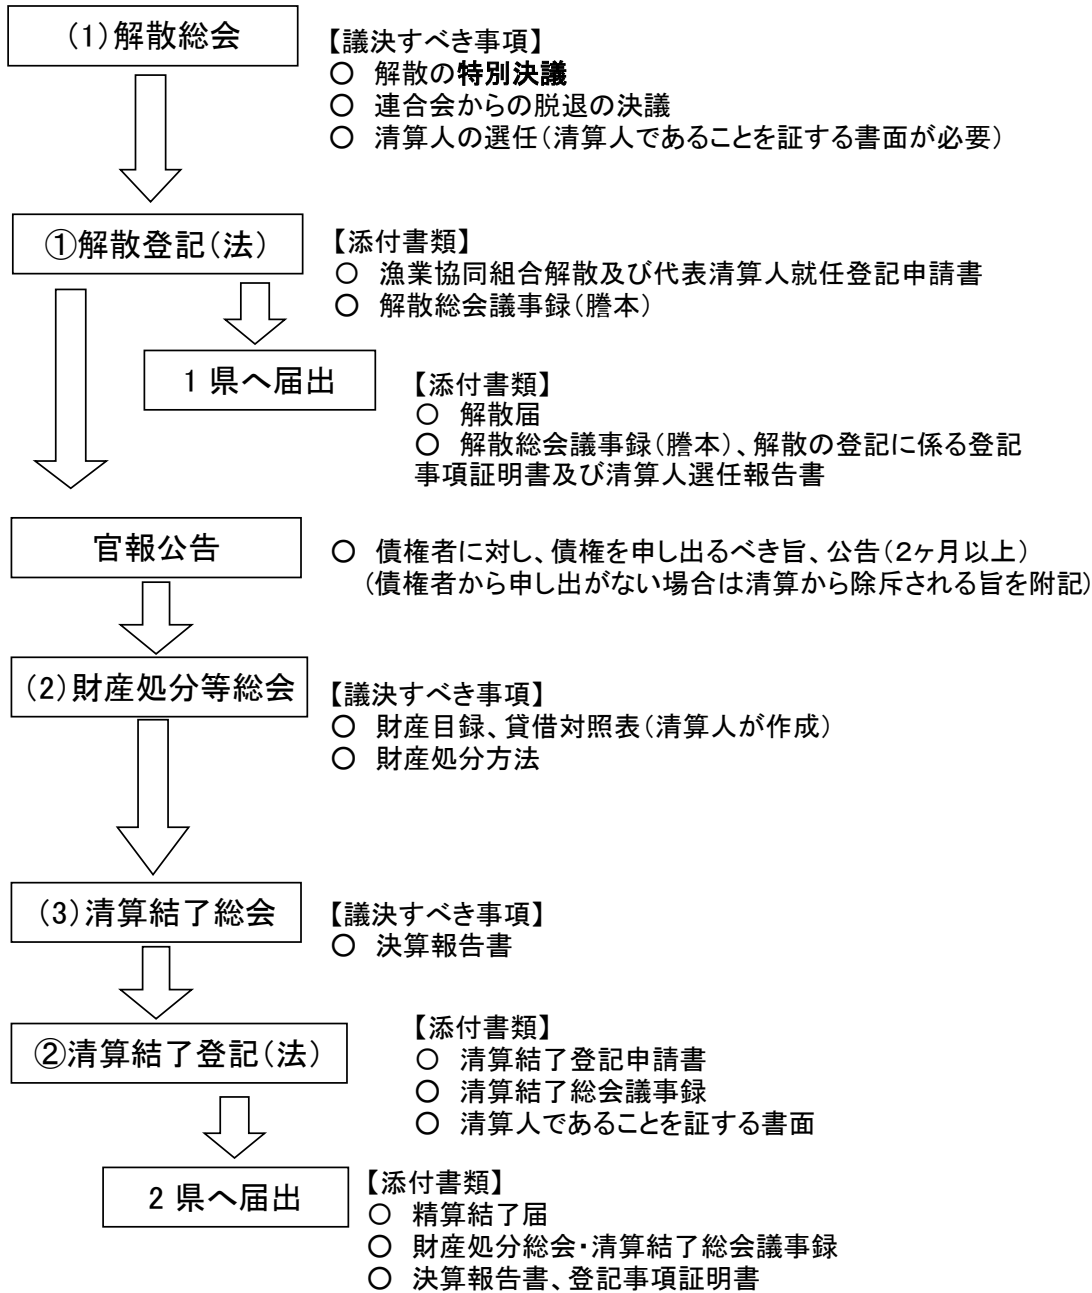 (1)解散総会
【議決すべき事項】
○ 解散の特別決議
○ 連合会からの脱退の決議
○ 清算人の選任(清算人であることを証する書面が必要)
①解散登記(法)
【添付書類】
○ 漁業協同組合解散及び代表清算人就任登記申請書
○ 解散総会議事録(謄本)
1 県へ届出
【添付書類】
○ 解散届
○ 解散総会議事録(謄本)、解散の登記に係る登記
事項証明書及び清算人選任報告書
官報公告
○ 債権者に対し、債権を申し出るべき旨、公告(2ヶ月以上)
(債権者から申し出がない場合は清算から除斥される旨を附記)
(2)財産処分等総会
【議決すべき事項】
○ 財産目録、貸借対照表(清算人が作成)
○ 財産処分方法
(3)清算結了総会
【議決すべき事項】
○ 決算報告書
②清算結了登記(法)
【添付書類】
○ 清算結了登記申請書
○ 清算結了総会議事録
○ 清算人であることを証する書面
2 県へ届出
【添付書類】
○ 精算結了届
○ 財産処分総会・清算結了総会議事録
○ 決算報告書、登記事項証明書